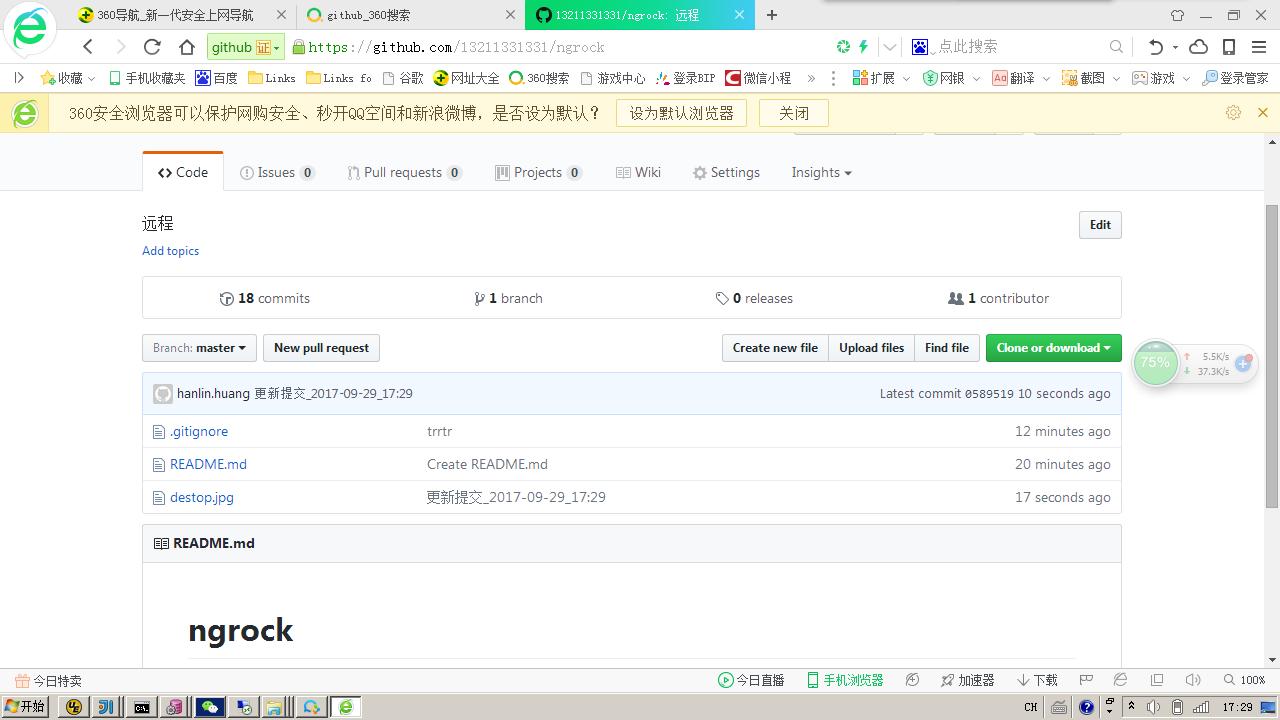 360导航_新一代安全上网导航
github_360搜索
13211331331/ngrock: 远程
github 证
https://github.com/13211331331/ngrock
点此搜索
收藏 手机收藏夹 百度 Links Links fo 谷歌 网址大全 360搜索 游戏中心 登录BIP 微信小程 » 扩展 网银 翻译 截图 游戏 登录管家
360安全浏览器可以保护网购安全、秒开QQ空间和新浪微博，是否设为默认？ 设为默认浏览器 关闭
Code Issues 0 Pull requests 0 Projects 0 Wiki Settings Insights
远程
Edit
Add topics
18 commits 1 branch 0 releases 1 contributor
Branch: master New pull request Create new file Upload files Find file Clone or download
75% 5.5K/s
37.3K/s
hanlin.huang 更新提交_2017-09-29_17:29 Latest commit 0589519 10 seconds ago
.gitignore trrtr 12 minutes ago
README.md Create README.md 20 minutes ago
destop.jpg 更新提交_2017-09-29_17:29 17 seconds ago
README.md
ngrock
今日特卖 今日直播 手机浏览器 加速器 下载 100%
开始 CH 17:29